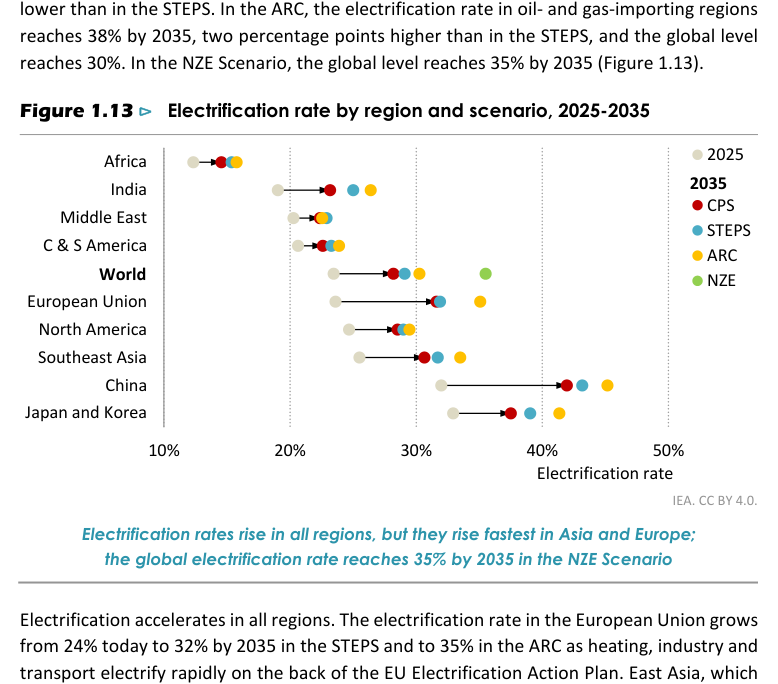 lower than in the STEPS. In the ARC, the electrification rate in oil- and gas-importing regions
reaches 38% by 2035, two percentage points higher than in the STEPS, and the global level
reaches 30%. In the NZE Scenario, the global level reaches 35% by 2035 (Figure 1.13).
Figure 1.13 ▻ Electrification rate by region and scenario, 2025-2035
Africa
India
Middle East
C & S America
World
European Union
North America
Southeast Asia
China
Japan and Korea
10% 20% 30% 40% 50%
Electrification rate
2025
2035
CPS
STEPS
ARC
NZE
IEA. CC BY 4.0.
Electrification rates rise in all regions, but they rise fastest in Asia and Europe;
the global electrification rate reaches 35% by 2035 in the NZE Scenario
Electrification accelerates in all regions. The electrification rate in the European Union grows
from 24% today to 32% by 2035 in the STEPS and to 35% in the ARC as heating, industry and
transport electrify rapidly on the back of the EU Electrification Action Plan. East Asia, which